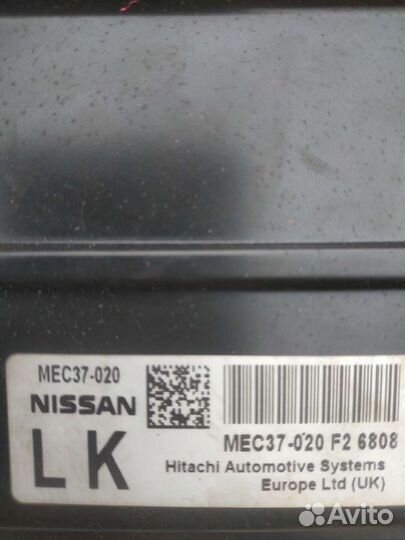 MEC37-020
NISSAN
LK
MEC37-020 F2 6808
Hitachi Automotive Systems
Europe Ltd (UK)
Avito